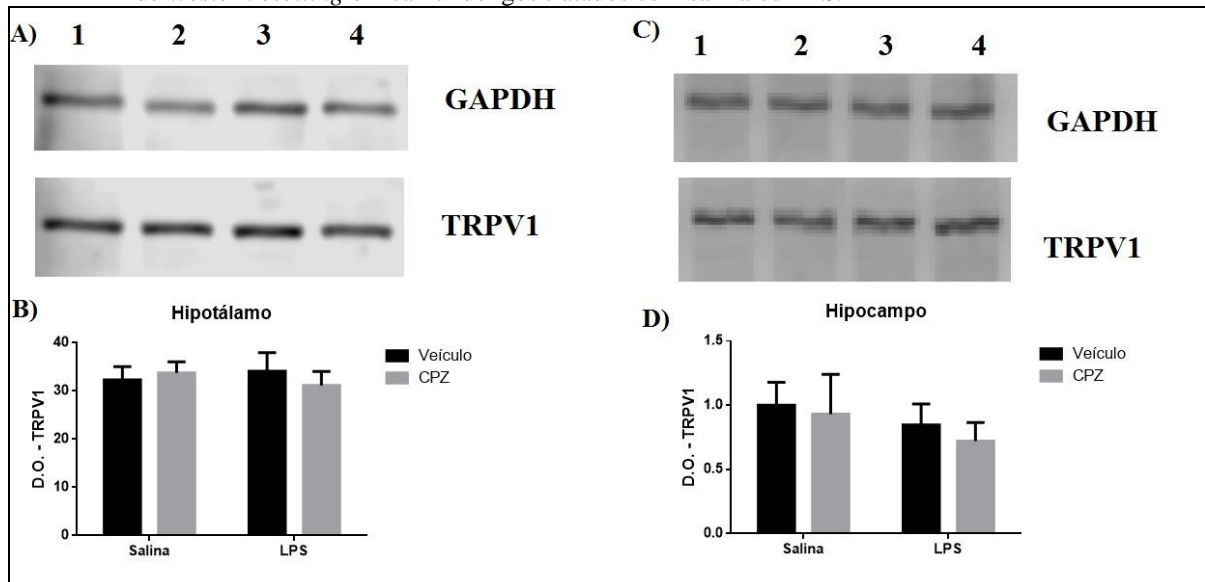 A) 1 2 3 4
GAPDH
TRPV1
B)
Hipotálamo
D.O. - TRPV1
40
30
20
10
0
Salina LPS
Veículo
CPZ
C) 1 2 3 4
GAPDH
TRPV1
D)
Hipocampo
D.O. - TRPV1
1.5
1.0
0.5
0.0
Salina LPS
Veículo
CPZ